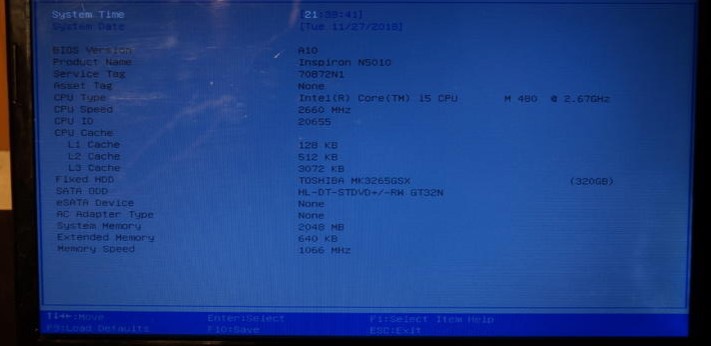 System Time [21:38:41]
System Date [Tue 11/27/2018]
BIOS Version A10
Product Name Inspiron N5010
Service Tag 70B72N1
Asset Tag None
CPU Type Intel(R) Core(TM) i5 CPU M 480 @ 2.67GHz
CPU Speed 2660 MHz
CPU ID 20655
CPU Cache
L1 Cache 128 KB
L2 Cache 512 KB
L3 Cache 3072 KB
Fixed HDD TOSHIBA MK3265GSX (320GB)
SATA ODD HL-DT-STDVD+/-RW GT32N
eSATA Device None
AC Adapter Type None
System Memory 2048 MB
Extended Memory 640 KB
Memory Speed 1066 MHz
↑↓←→:Move Enter:Select F1:Select Item Help
F9:Load Defaults F10:Save ESC:Exit